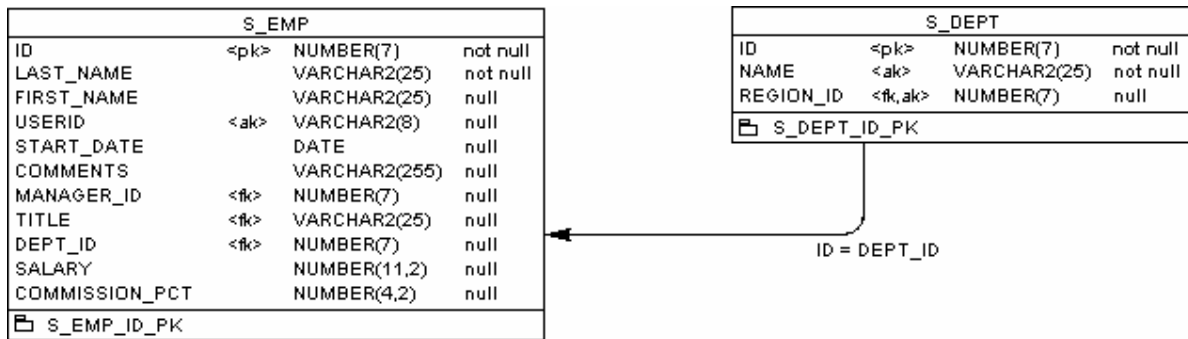 S_EMP
ID <pk> NUMBER(7) not null
LAST_NAME VARCHAR2(25) not null
FIRST_NAME VARCHAR2(25) null
USERID <ak> VARCHAR2(8) null
START_DATE DATE null
COMMENTS VARCHAR2(255) null
MANAGER_ID <fk> NUMBER(7) null
TITLE <fk> VARCHAR2(25) null
DEPT_ID <fk> NUMBER(7) null
SALARY NUMBER(11,2) null
COMMISSION_PCT NUMBER(4,2) null
S_EMP_ID_PK
S_DEPT
ID <pk> NUMBER(7) not null
NAME <ak> VARCHAR2(25) not null
REGION_ID <fk,ak> NUMBER(7) null
S_DEPT_ID_PK
ID = DEPT_ID